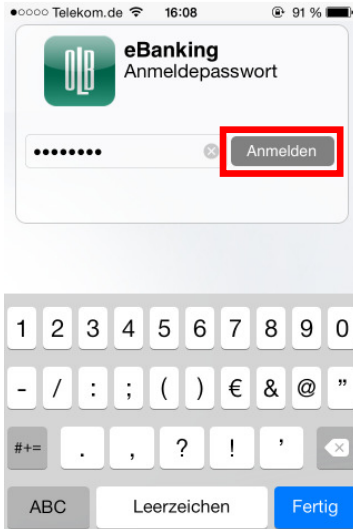 Telekom.de 16:08 91 %
OLB
eBanking
Anmeldepasswort
•••••••• Anmelden
1 2 3 4 5 6 7 8 9 0
- / : ; ( ) € & @ "
#+= . , ? ! '
ABC Leerzeichen Fertig